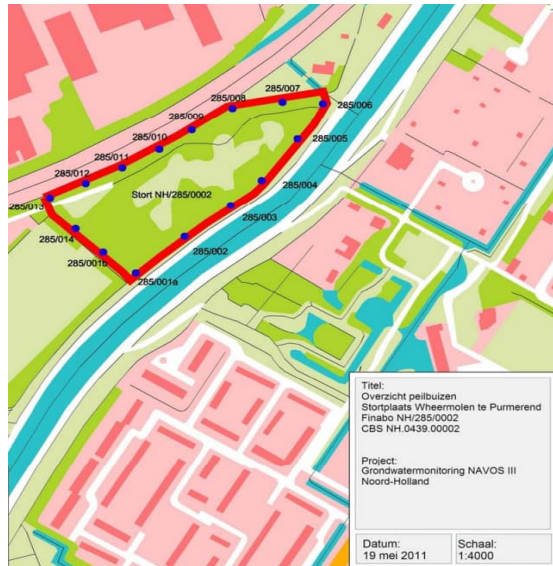 285/007
285/008
285/006
285/009
285/005
285/010
285/011
285/012
285/004
Stort NH/285/0002
285/013
285/003
285/014
285/002
285/001b
285/001a
Titel:
Overzicht peilbuizen
Stortplaats Wheermolen te Purmerend
Finabo NH/285/0002
CBS NH.0439.00002
Project:
Grondwatermonitoring NAVOS III
Noord-Holland
Datum:
19 mei 2011
Schaal:
1:4000